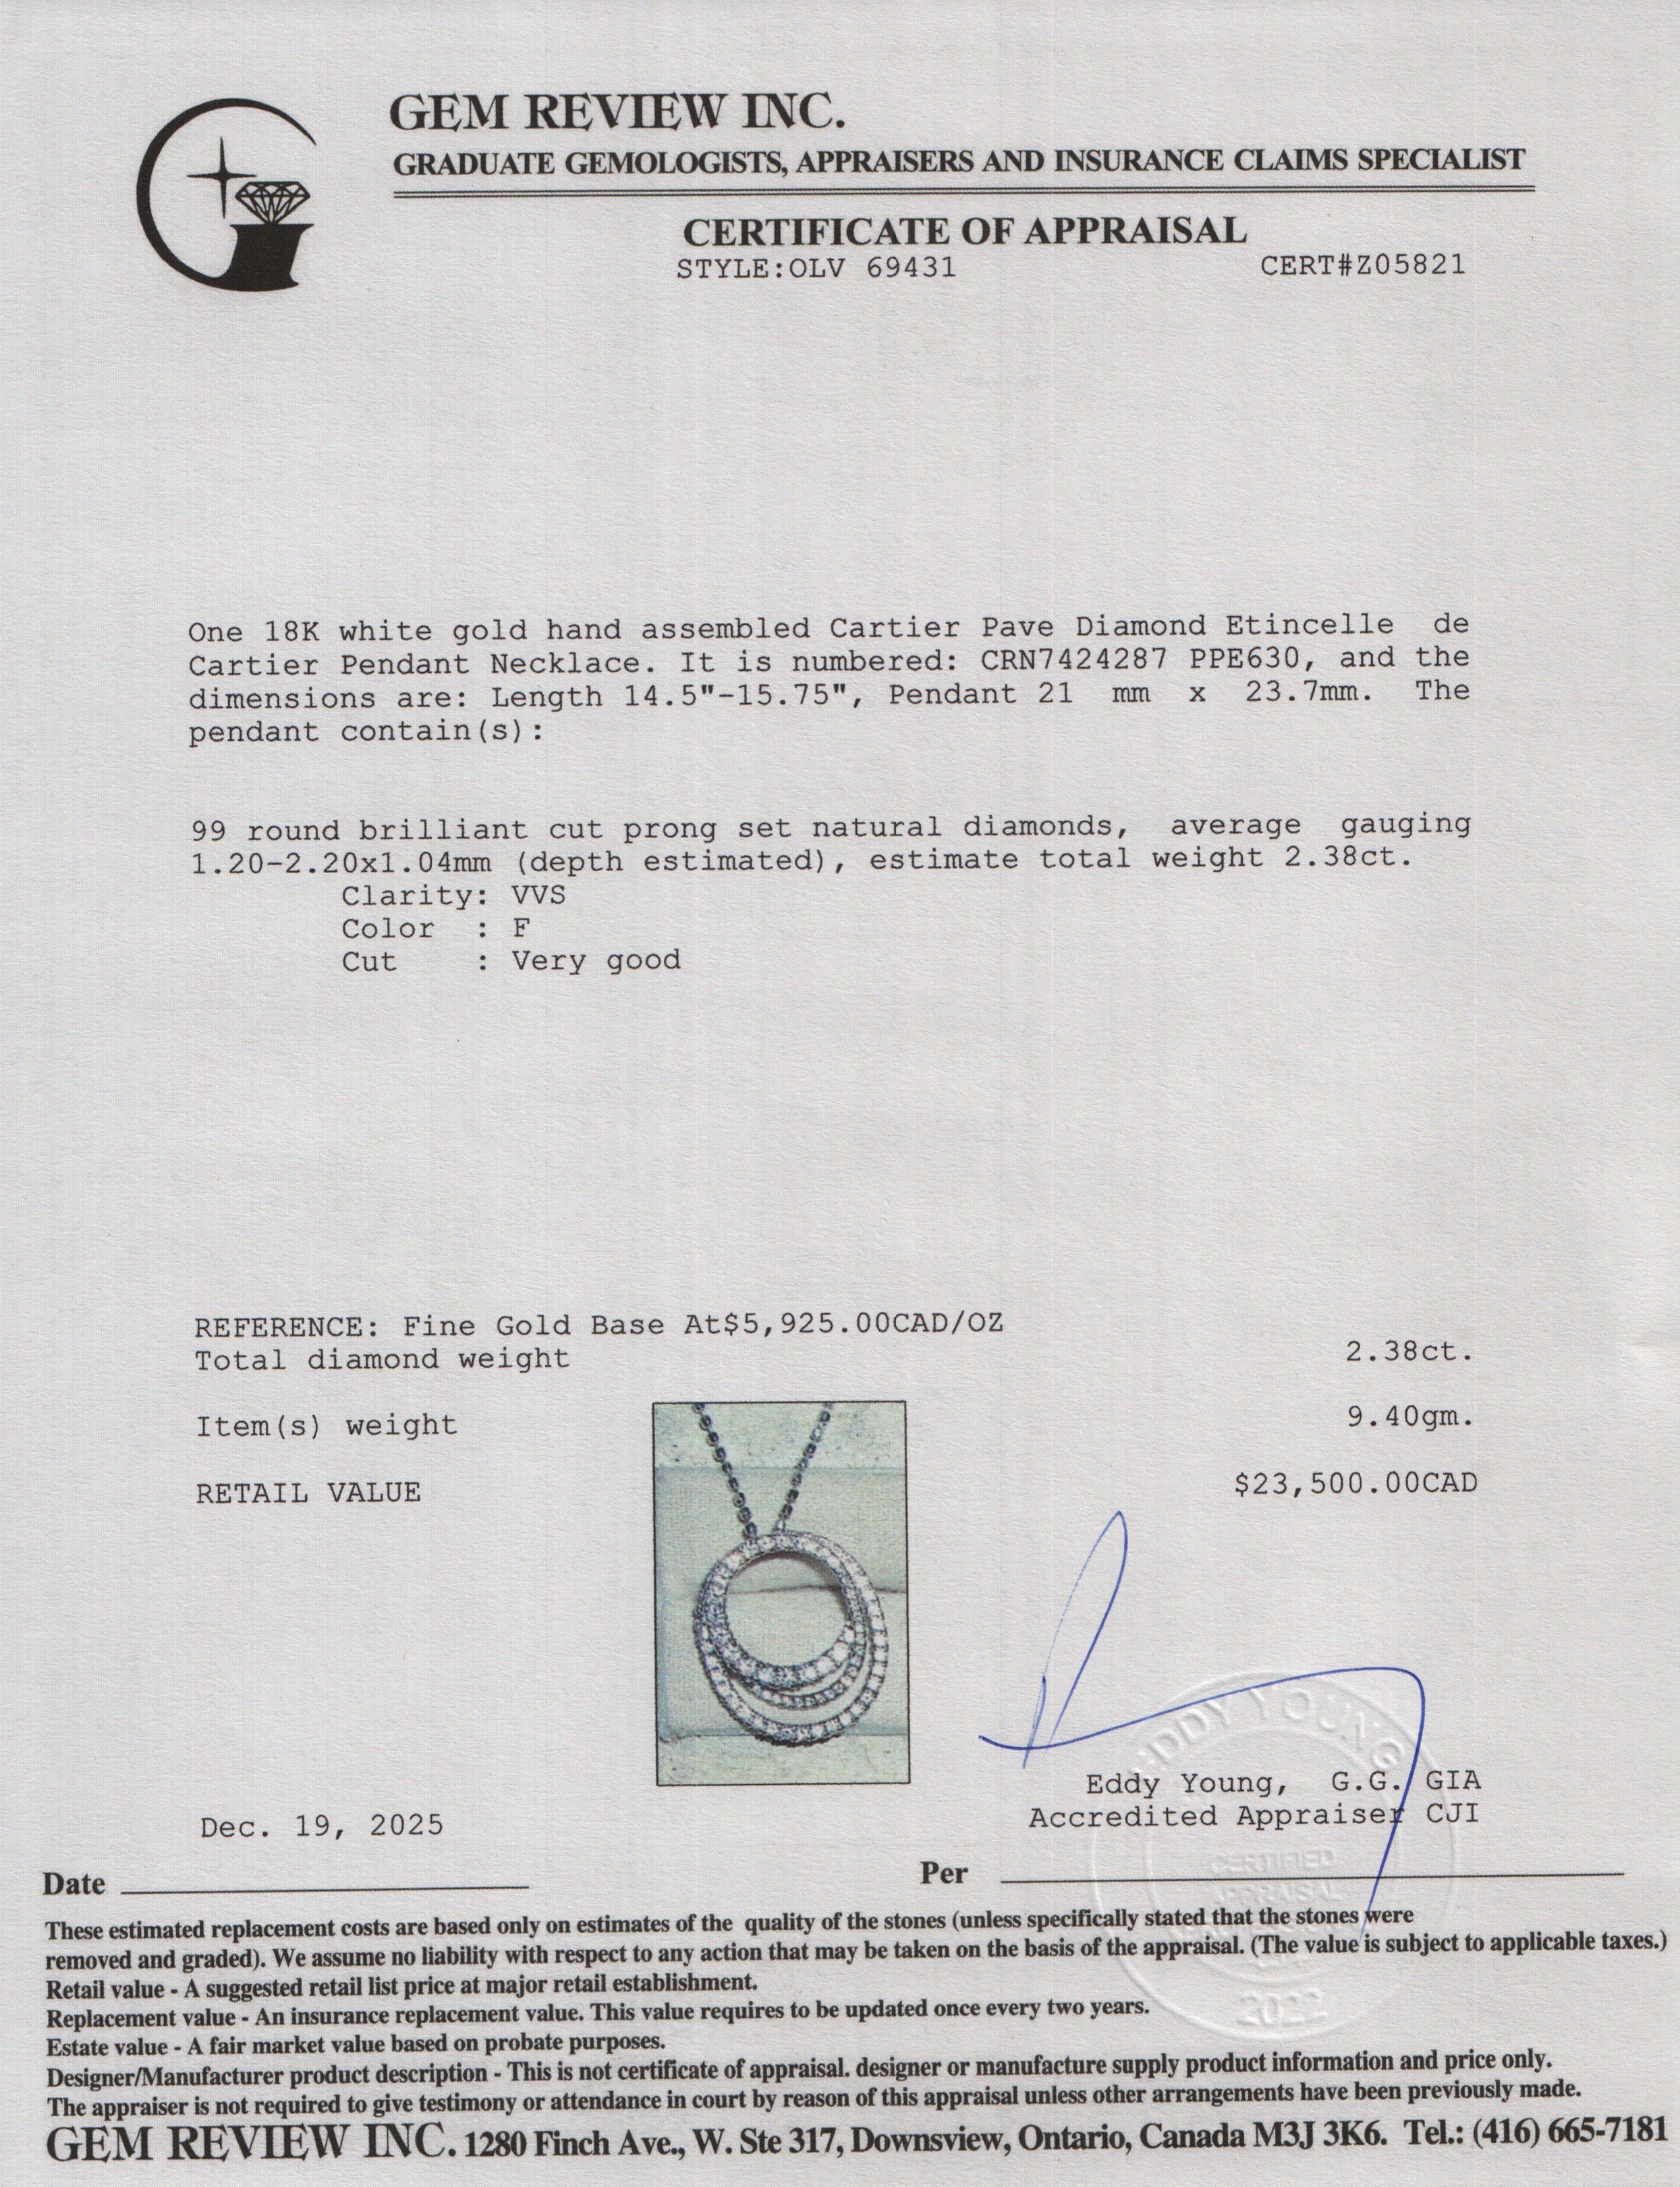 GEM REVIEW INC.
GRADUATE GEMOLOGISTS, APPRAISERS AND INSURANCE CLAIMS SPECIALIST
CERTIFICATE OF APPRAISAL
STYLE:OLV 69431
CERT#Z05821
One 18K white gold hand assembled Cartier Pave Diamond Etincelle de
Cartier Pendant Necklace. It is numbered: CRN7424287 PPE630, and the
dimensions are: Length 14.5"-15.75", Pendant 21 mm x 23.7mm. The
pendant contain(s):
99 round brilliant cut prong set natural diamonds, average gauging
1.20-2.20x1.04mm (depth estimated), estimate total weight 2.38ct.
Clarity: VVS
Color : F
Cut : Very good
REFERENCE: Fine Gold Base At$5,925.00CAD/OZ
Total diamond weight 2.38ct.
Item(s) weight 9.40gm.
RETAIL VALUE $23,500.00CAD
EDDY YOUNG
Eddy Young, G.G. GIA
Accredited Appraiser CJI
Dec. 19, 2025
Date
Per
CERTIFIED
APPRAISAL
2022
These estimated replacement costs are based only on estimates of the quality of the stones (unless specifically stated that the stones were
removed and graded). We assume no liability with respect to any action that may be taken on the basis of the appraisal. (The value is subject to applicable taxes.)
Retail value - A suggested retail list price at major retail establishment.
Replacement value - An insurance replacement value. This value requires to be updated once every two years.
Estate value - A fair market value based on probate purposes.
Designer/Manufacturer product description - This is not certificate of appraisal. designer or manufacture supply product information and price only.
The appraiser is not required to give testimony or attendance in court by reason of this appraisal unless other arrangements have been previously made.
GEM REVIEW INC. 1280 Finch Ave., W. Ste 317, Downsview, Ontario, Canada M3J 3K6. Tel.: (416) 665-7181